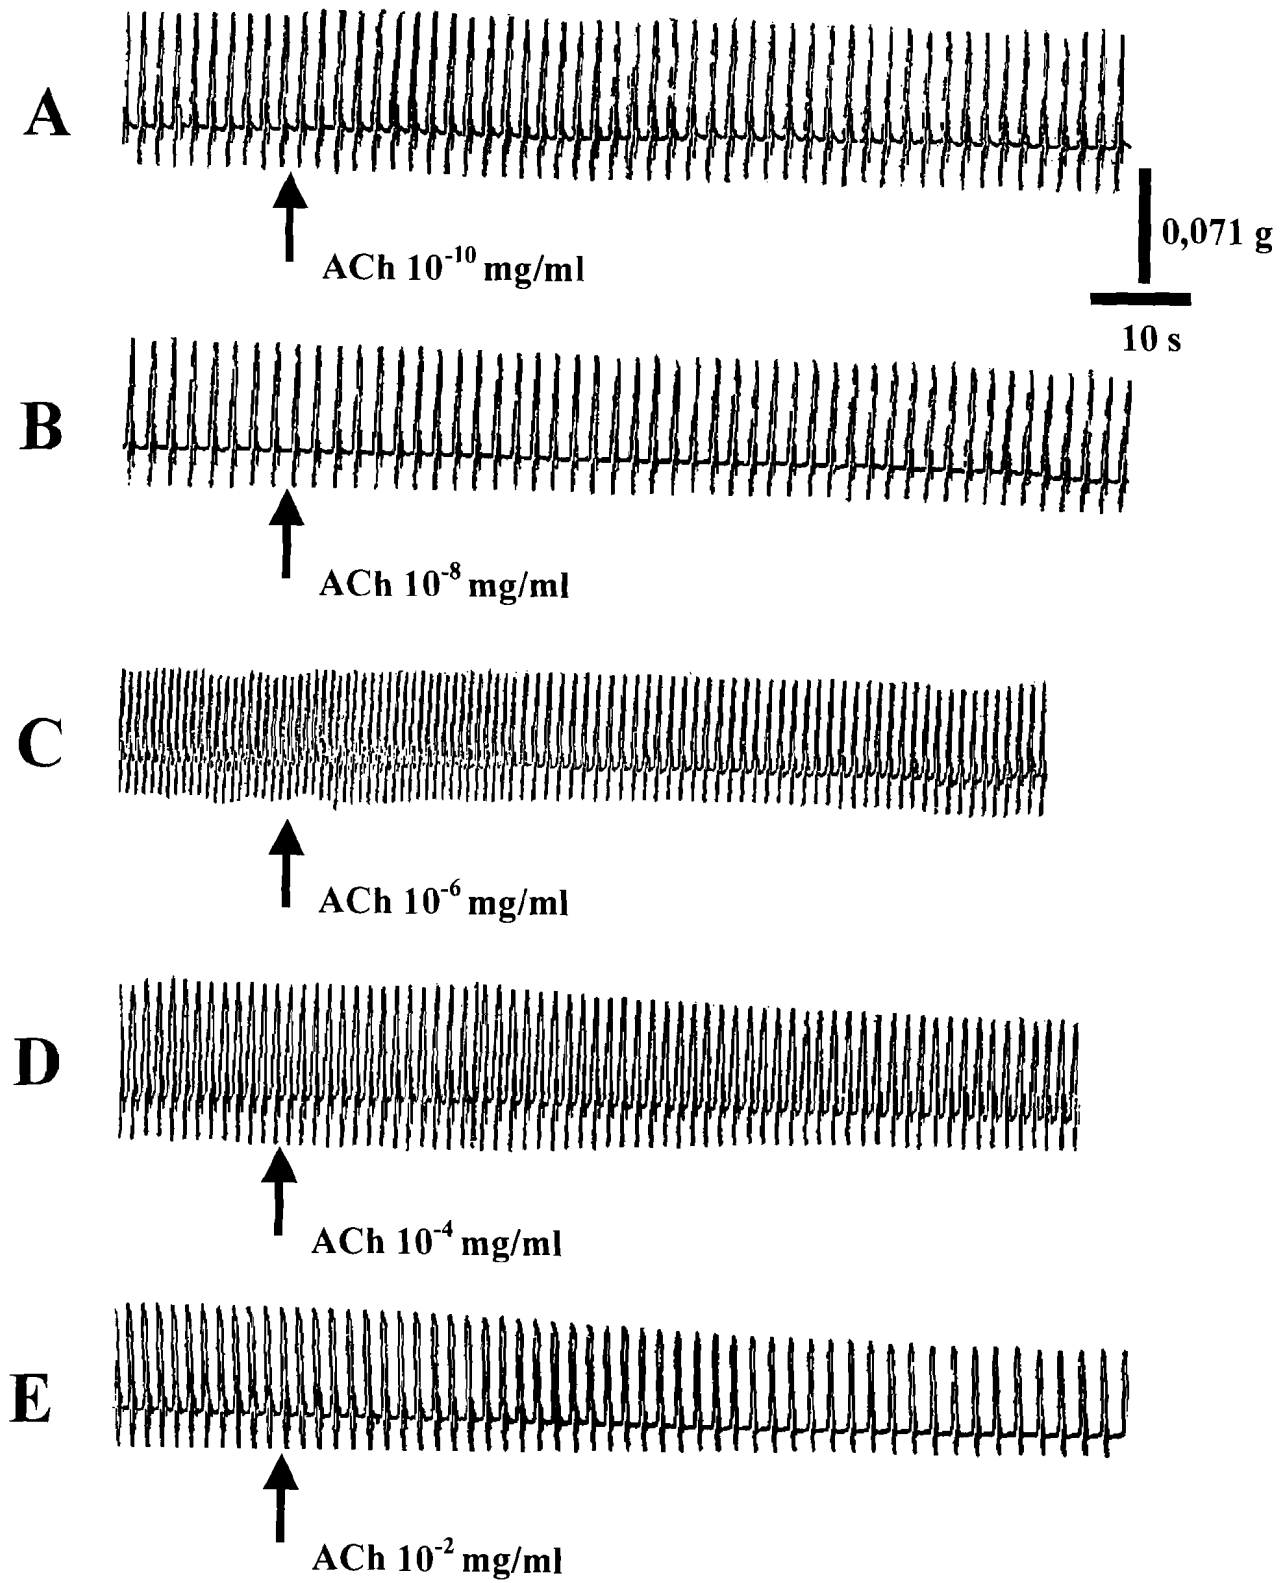 A
0,071 g
ACh 10⁻¹⁰ mg/ml
10 s
B
ACh 10⁻⁸ mg/ml
C
ACh 10⁻⁶ mg/ml
D
ACh 10⁻⁴ mg/ml
E
ACh 10⁻² mg/ml